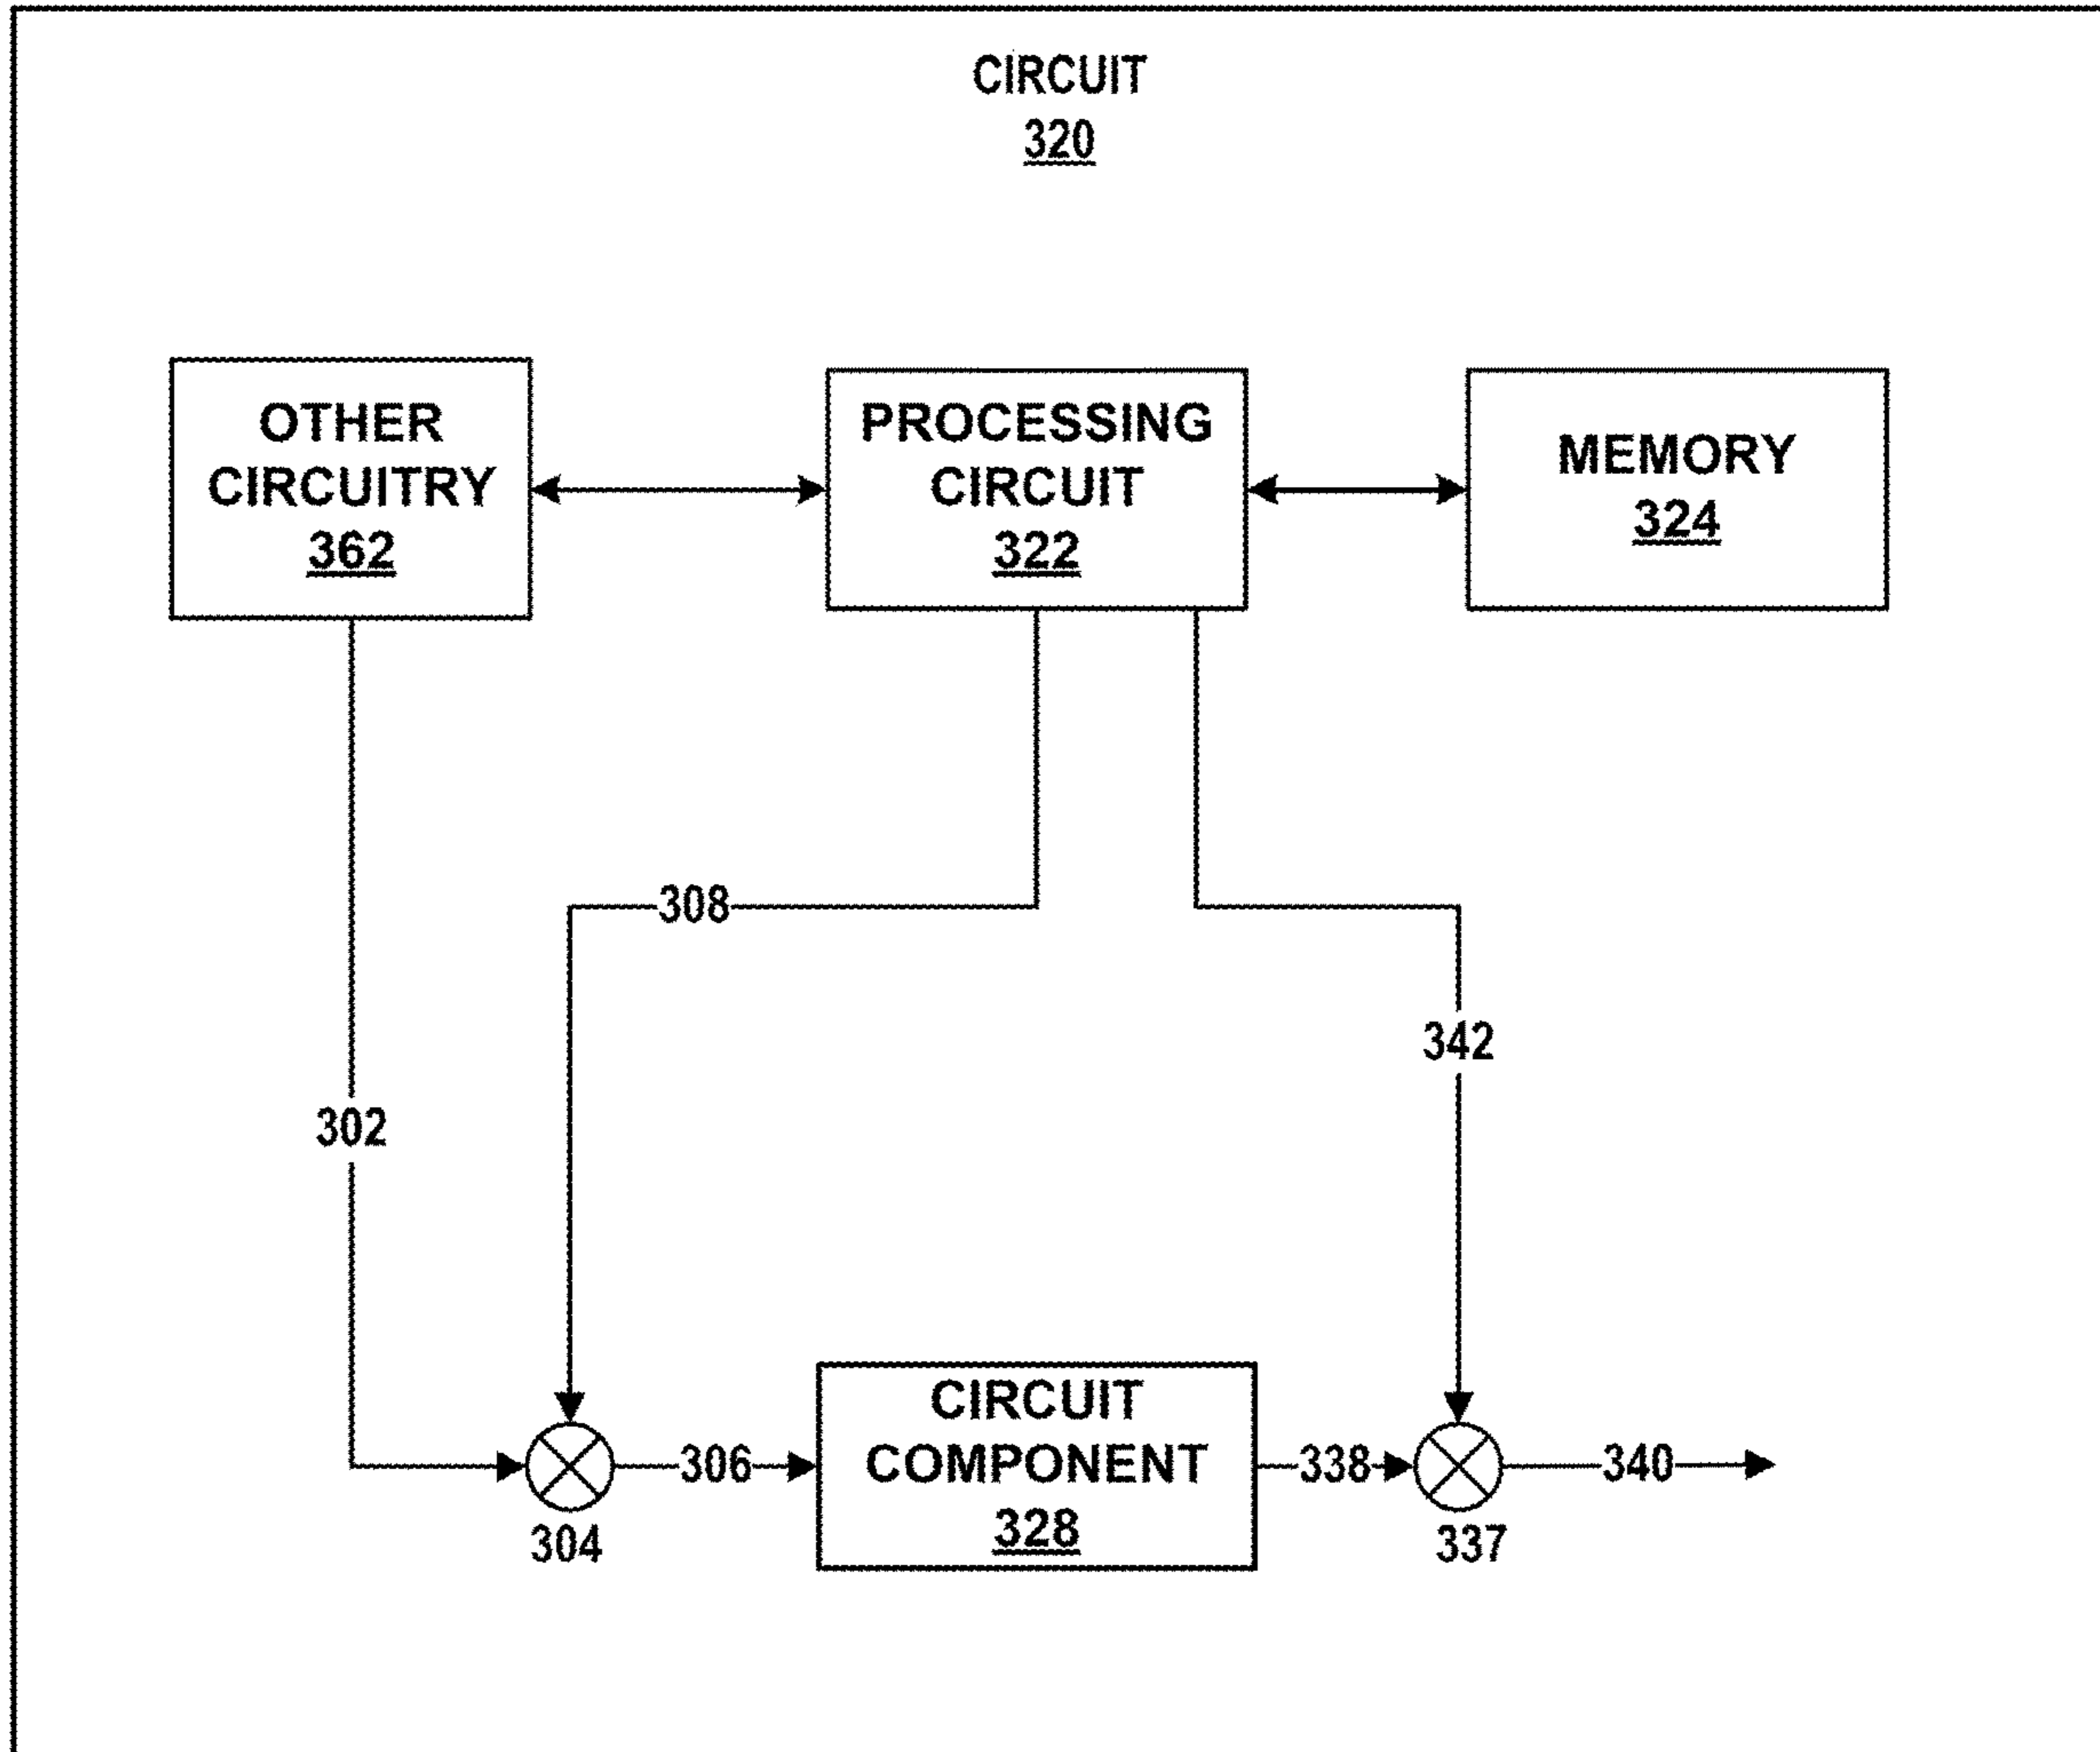 CIRCUIT
320
OTHER
CIRCUITRY
362
PROCESSING
CIRCUIT
322
MEMORY
324
308
342
302
306
338
340
CIRCUIT
COMPONENT
328
304
337